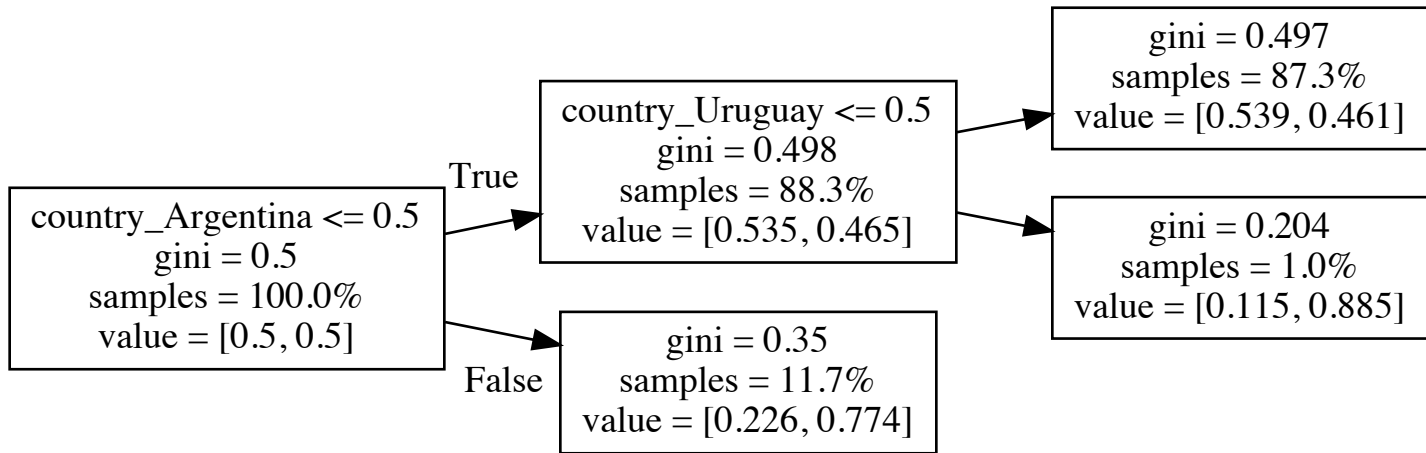 country_Argentina <= 0.5
gini = 0.5
samples = 100.0%
value = [0.5, 0.5]
True
False
country_Uruguay <= 0.5
gini = 0.498
samples = 88.3%
value = [0.535, 0.465]
gini = 0.35
samples = 11.7%
value = [0.226, 0.774]
gini = 0.497
samples = 87.3%
value = [0.539, 0.461]
gini = 0.204
samples = 1.0%
value = [0.115, 0.885]